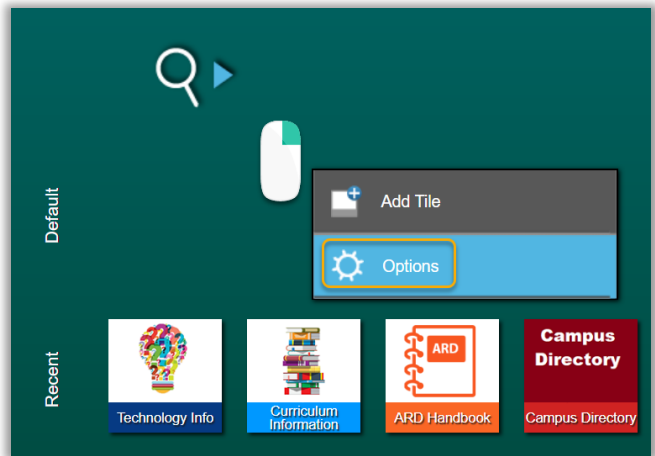 Default
Add Tile
Options
Recent
ARD
Campus
Directory
Technology Info
Curriculum
Information
ARD Handbook
Campus Directory